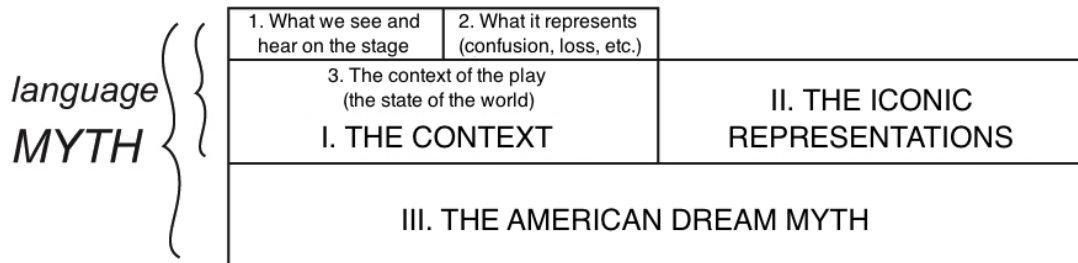 1. What we see and
hear on the stage
2. What it represents
(confusion, loss, etc.)
language
MYTH
3. The context of the play
(the state of the world)
I. THE CONTEXT
II. THE ICONIC
REPRESENTATIONS
III. THE AMERICAN DREAM MYTH